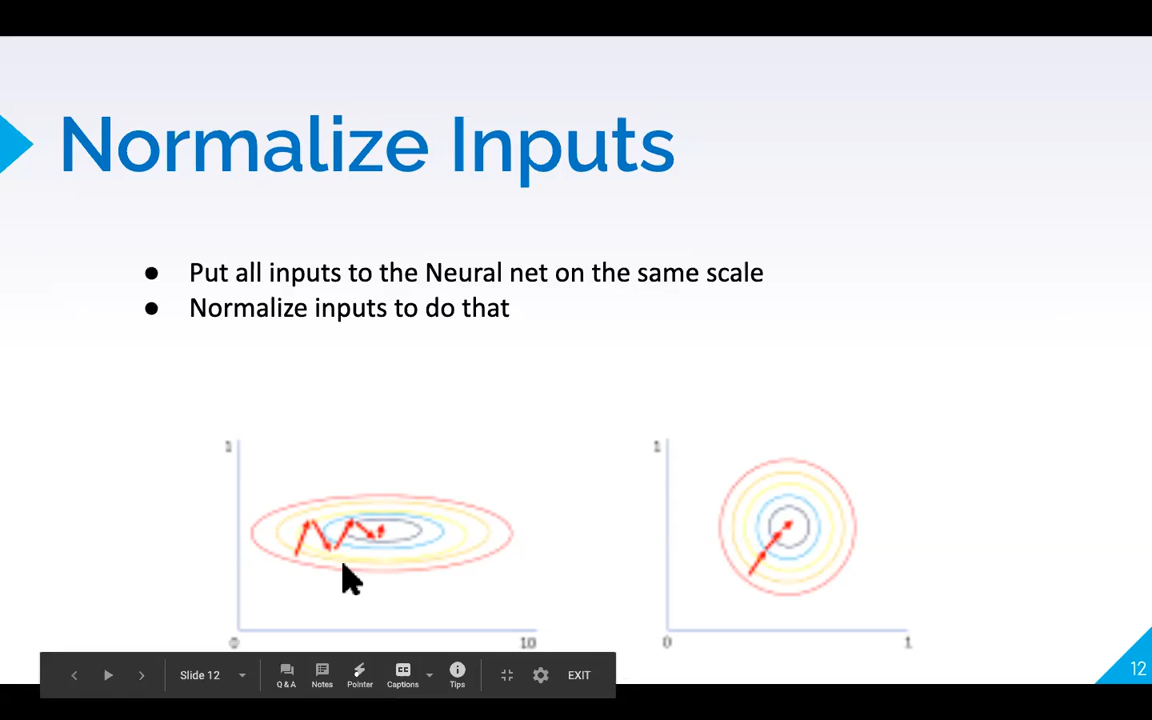 Normalize Inputs
● Put all inputs to the Neural net on the same scale
● Normalize inputs to do that
1
0
10
1
0
1
Slide 12
Q & A
Notes
Pointer
CC
Captions
Tips
EXIT
12